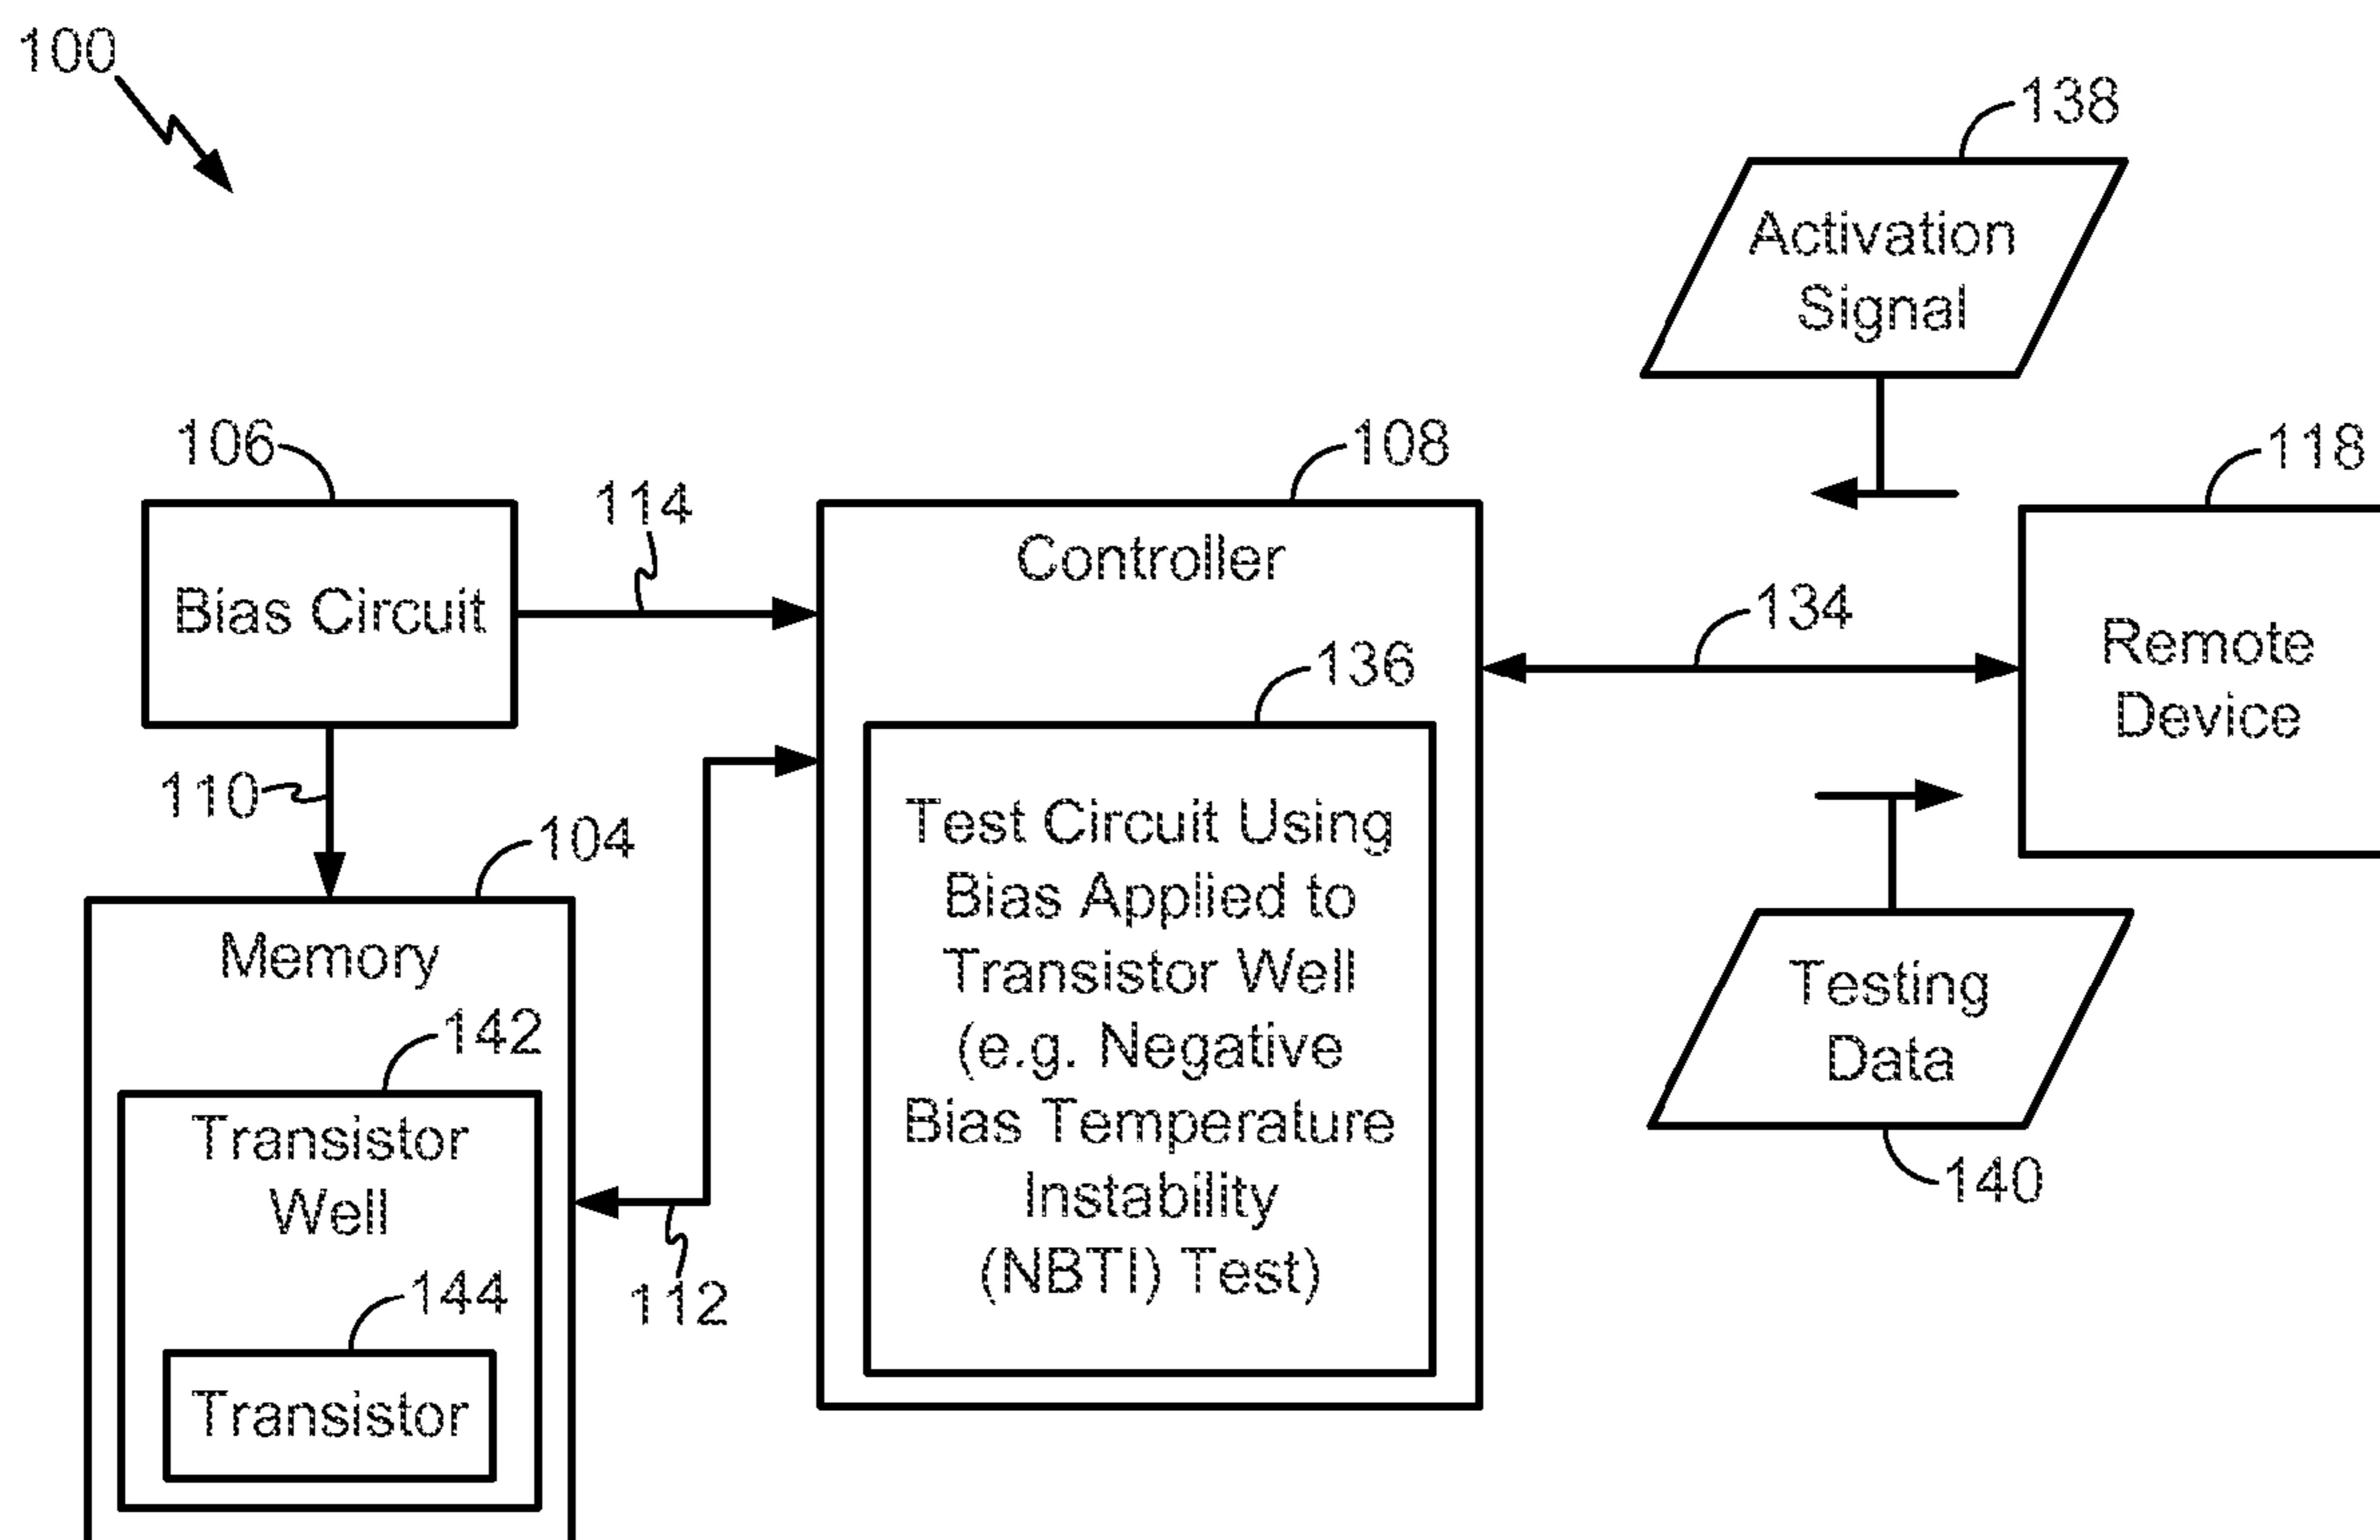 100
138
Activation
Signal
106
114
108
118
Bias Circuit
Controller
134
Remote
Device
136
110
104
Memory
142
Transistor
Well
144
Transistor
112
Test Circuit Using
Bias Applied to
Transistor Well
(e.g. Negative
Bias Temperature
Instability
(NBTI) Test)
Testing
Data
140